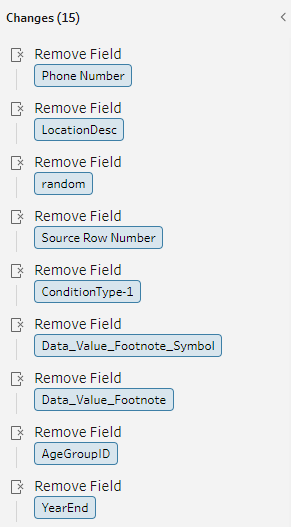 Changes (15)
Remove Field
Phone Number
Remove Field
LocationDesc
Remove Field
random
Remove Field
Source Row Number
Remove Field
ConditionType-1
Remove Field
Data_Value_Footnote_Symbol
Remove Field
Data_Value_Footnote
Remove Field
AgeGroupID
Remove Field
YearEnd